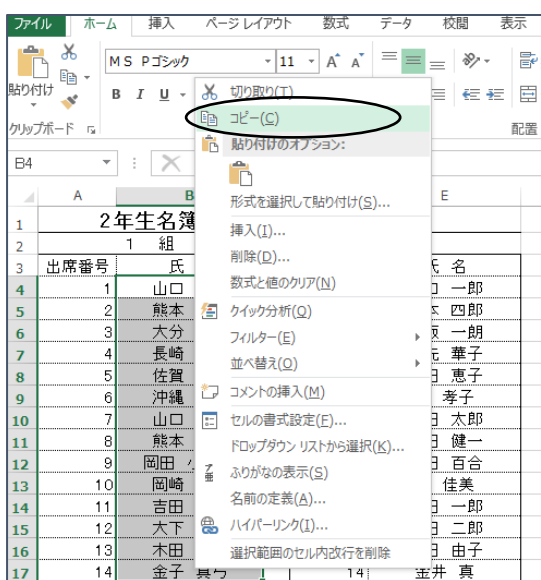 ファイル ホーム 挿入 ページ レイアウト 数式 データ 校閲 表示
MS Pゴシック 11 A A
貼り付け B I U
クリップボード 配置
B4
A B E
切り取り(T)
コピー(C)
貼り付けのオプション:
形式を選択して貼り付け(S)...
挿入(I)...
削除(D)...
数式と値のクリア(N)
クイック分析(Q)
フィルター(E)
並べ替え(O)
コメントの挿入(M)
セルの書式設定(F)...
ドロップダウン リストから選択(K)...
ふりがなの表示(S)
名前の定義(A)...
ハイパーリンク(I)...
選択範囲のセル内改行を削除
1 2年生名簿
2 1 組
3 出席番号 氏 氏 名
4 1 山口 一郎
5 2 熊本 四郎
6 3 大分 一朗
7 4 長崎 華子
8 5 佐賀 恵子
9 6 沖縄 孝子
10 7 山口 太郎
11 8 熊本 健一
12 9 岡田 百合
13 10 岡崎 佳美
14 11 吉田 一郎
15 12 大下 二郎
16 13 木田 由子
17 14 金子 真弓 14 金井 真